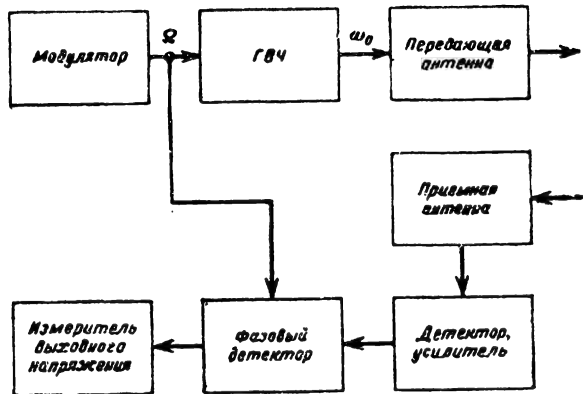 Модулятор
Ω
ГВЧ
ω₀
Передающая
антенна
Приемная
антенна
Измеритель
выходного
напряжения
Фазовый
детектор
Детектор,
усилитель